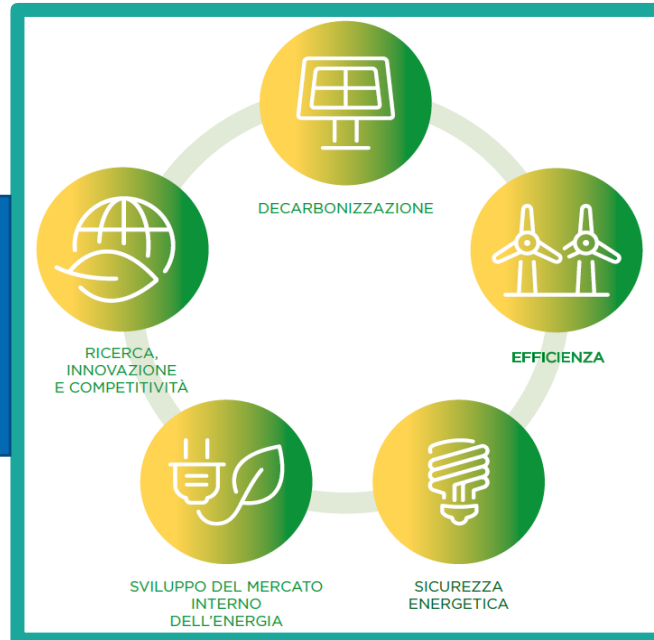 DECARBONIZZAZIONE
EFFICIENZA
RICERCA,
INNOVAZIONE
E COMPETITIVITÀ
SVILUPPO DEL MERCATO
INTERNO
DELL'ENERGIA
SICUREZZA
ENERGETICA